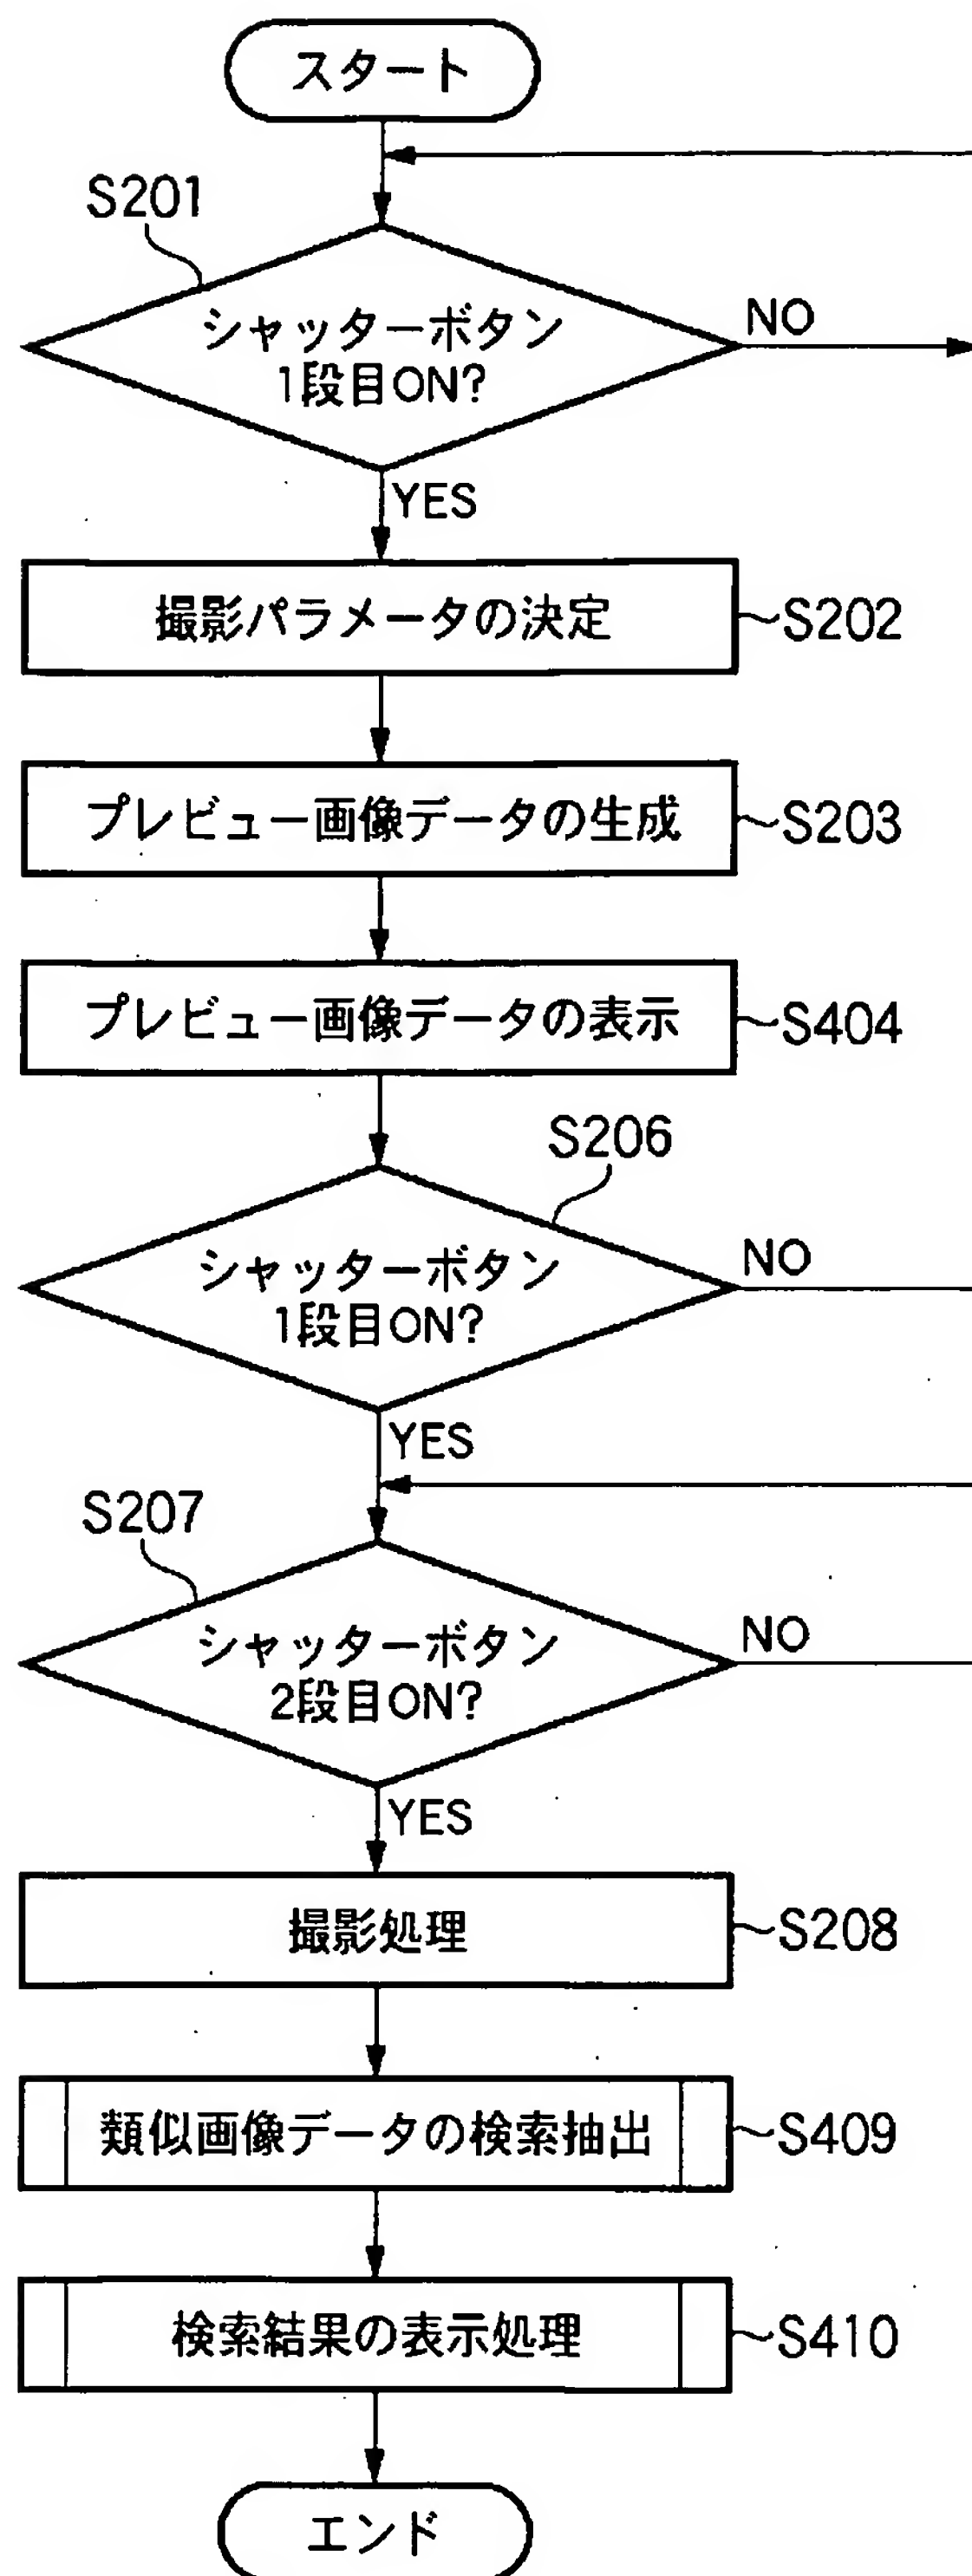 スタート
S201
シャッターボタン
1段目ON?
NO
YES
撮影パラメータの決定
S202
プレビュー画像データの生成
S203
プレビュー画像データの表示
S404
S206
シャッターボタン
1段目ON?
NO
YES
S207
シャッターボタン
2段目ON?
NO
YES
撮影処理
S208
類似画像データの検索抽出
S409
検索結果の表示処理
S410
エンド